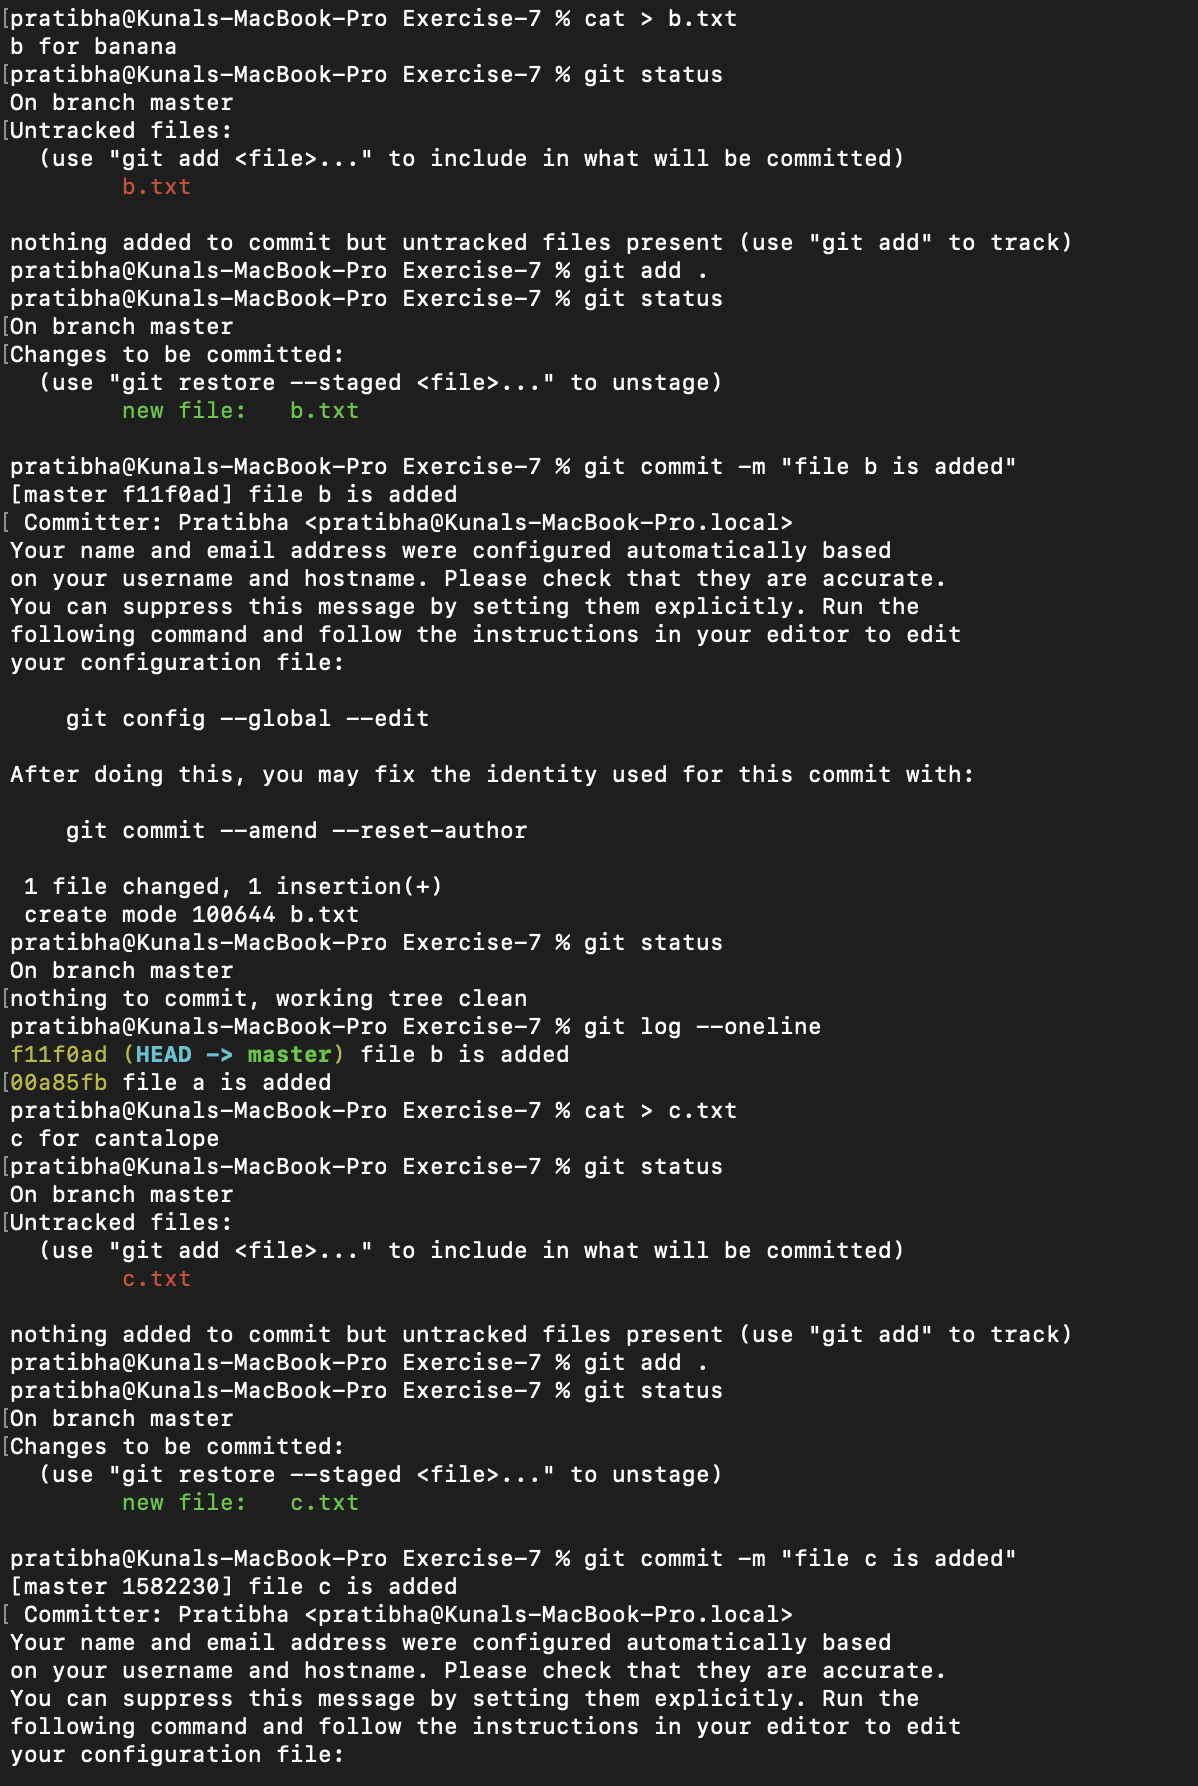 [pratibha@Kunals-MacBook-Pro Exercise-7 % cat > b.txt
b for banana
[pratibha@Kunals-MacBook-Pro Exercise-7 % git status
On branch master
[Untracked files:
  (use "git add <file>..." to include in what will be committed)
        b.txt

nothing added to commit but untracked files present (use "git add" to track)
pratibha@Kunals-MacBook-Pro Exercise-7 % git add .
pratibha@Kunals-MacBook-Pro Exercise-7 % git status
[On branch master
[Changes to be committed:
  (use "git restore --staged <file>..." to unstage)
        new file:   b.txt

pratibha@Kunals-MacBook-Pro Exercise-7 % git commit -m "file b is added"
[master f11f0ad] file b is added
[ Committer: Pratibha <pratibha@Kunals-MacBook-Pro.local>
Your name and email address were configured automatically based
on your username and hostname. Please check that they are accurate.
You can suppress this message by setting them explicitly. Run the
following command and follow the instructions in your editor to edit
your configuration file:

    git config --global --edit

After doing this, you may fix the identity used for this commit with:

    git commit --amend --reset-author

 1 file changed, 1 insertion(+)
 create mode 100644 b.txt
pratibha@Kunals-MacBook-Pro Exercise-7 % git status
On branch master
[nothing to commit, working tree clean
pratibha@Kunals-MacBook-Pro Exercise-7 % git log --oneline
f11f0ad (HEAD -> master) file b is added
[00a85fb file a is added
pratibha@Kunals-MacBook-Pro Exercise-7 % cat > c.txt
c for cantalope
[pratibha@Kunals-MacBook-Pro Exercise-7 % git status
On branch master
[Untracked files:
  (use "git add <file>..." to include in what will be committed)
        c.txt

nothing added to commit but untracked files present (use "git add" to track)
pratibha@Kunals-MacBook-Pro Exercise-7 % git add .
pratibha@Kunals-MacBook-Pro Exercise-7 % git status
[On branch master
[Changes to be committed:
  (use "git restore --staged <file>..." to unstage)
        new file:   c.txt

pratibha@Kunals-MacBook-Pro Exercise-7 % git commit -m "file c is added"
[master 1582230] file c is added
[ Committer: Pratibha <pratibha@Kunals-MacBook-Pro.local>
Your name and email address were configured automatically based
on your username and hostname. Please check that they are accurate.
You can suppress this message by setting them explicitly. Run the
following command and follow the instructions in your editor to edit
your configuration file: